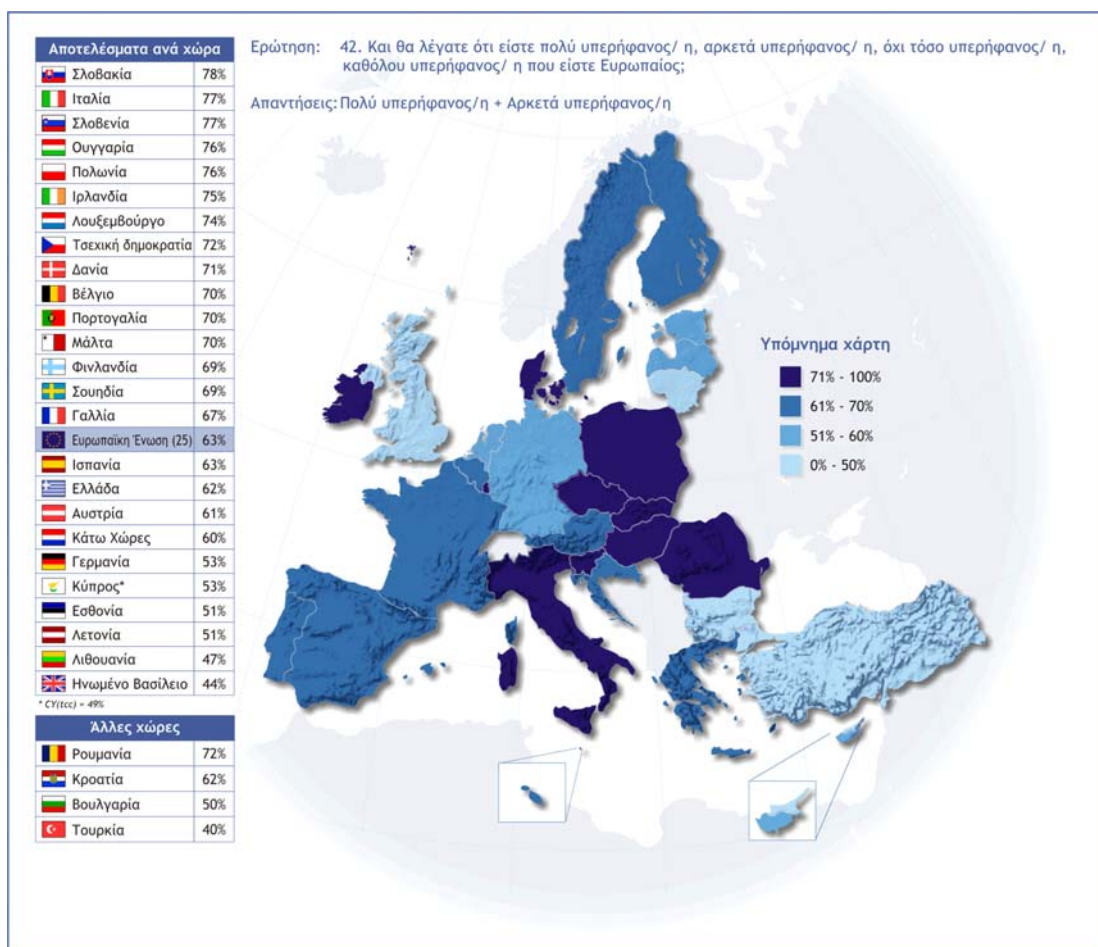 Αποτελέσματα ανά χώρα
Σλοβακία 78%
Ιταλία 77%
Σλοβενία 77%
Ουγγαρία 76%
Πολωνία 76%
Ιρλανδία 75%
Λουξεμβούργο 74%
Τσεχική δημοκρατία 72%
Δανία 71%
Βέλγιο 70%
Πορτογαλία 70%
Μάλτα 70%
Φινλανδία 69%
Σουηδία 69%
Γαλλία 67%
Ευρωπαϊκη Ένωση (25) 63%
Ισπανία 63%
Ελλάδα 62%
Αυστρία 61%
Κάτω Χώρες 60%
Γερμανία 53%
Κύπρος* 53%
Εσθονία 51%
Λετονία 51%
Λιθουανία 47%
Ηνωμένο Βασίλειο 44%
* CY(tcc) = 49%
Άλλες χώρες
Ρουμανία 72%
Κροατία 62%
Βουλγαρία 50%
Τουρκία 40%
Ερώτηση: 42. Και θα λέγατε ότι είστε πολύ υπερήφανος/ η, αρκετά υπερήφανος/ η, όχι τόσο υπερήφανος/ η,
καθόλου υπερήφανος/ η που είστε Ευρωπαίος;
Απαντήσεις: Πολύ υπερήφανος/η + Αρκετά υπερήφανος/η
Υπόμνημα χάρτη
71% - 100%
61% - 70%
51% - 60%
0% - 50%